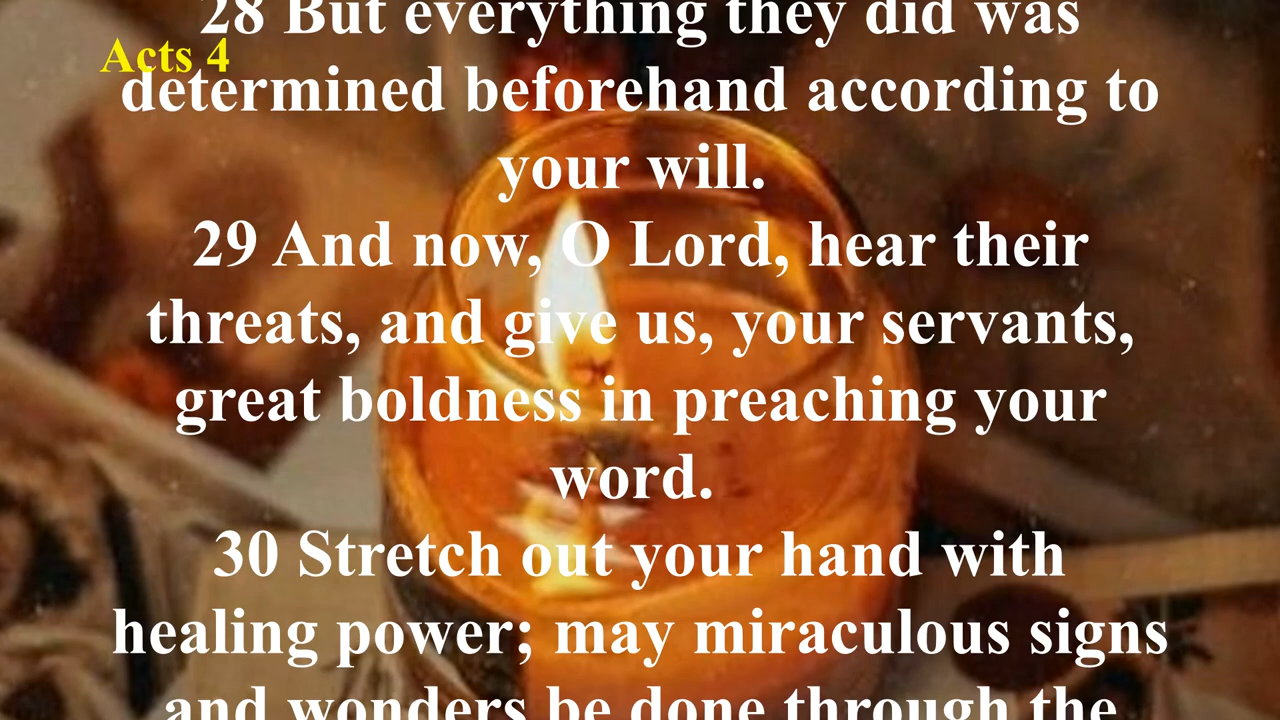 28 But everything they did was
Acts 4
determined beforehand according to
your will.
29 And now, O Lord, hear their
threats, and give us, your servants,
great boldness in preaching your
word.
30 Stretch out your hand with
healing power; may miraculous signs
and wonders be done through the